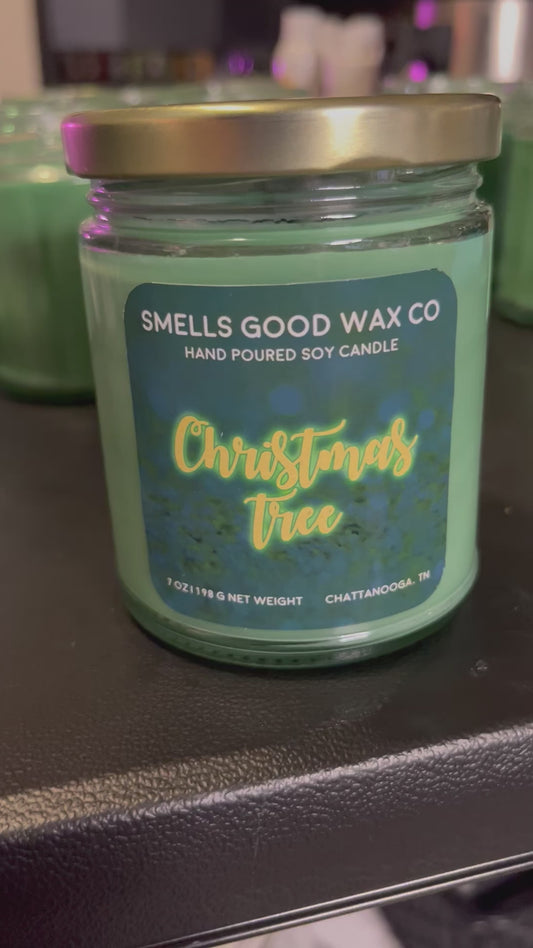 SMELLS GOOD WAX CO
HAND POURED SOY CANDLE
Christmas
tree
7 OZ | 198 G NET WEIGHT CHATTANOOGA, TN